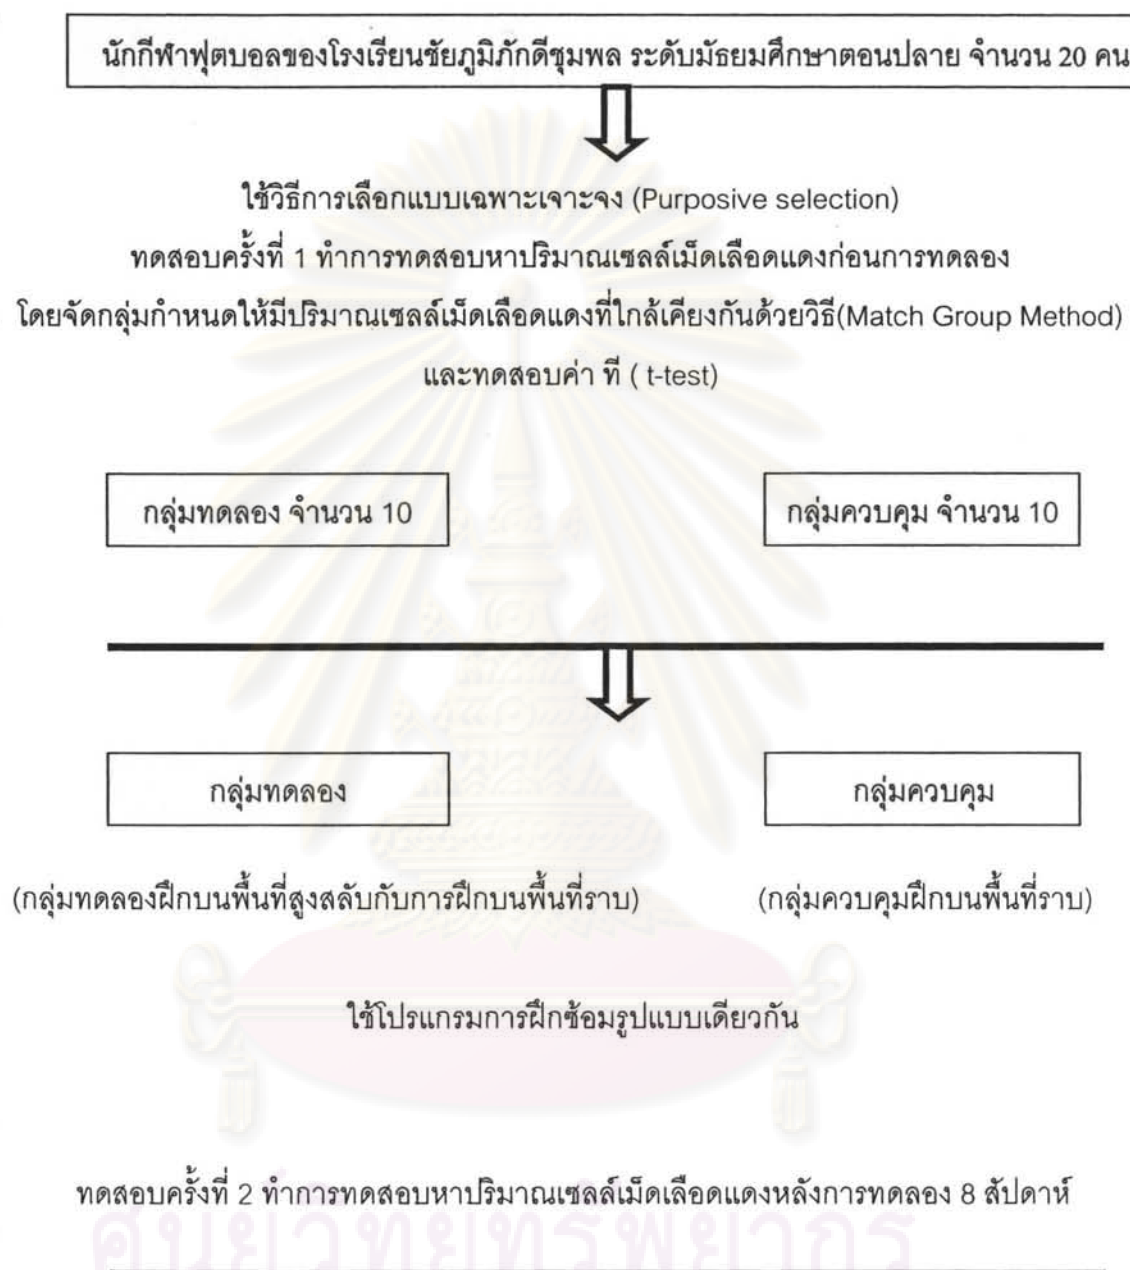 นักกีฬาฟุตบอลของโรงเรียนชัยภูมิภักดีชุมพล ระดับมัธยมศึกษาตอนปลาย จำนวน 20 คน
ใช้วิธีการเลือกแบบเฉพาะเจาะจง (Purposive selection)
ทดสอบครั้งที่ 1 ทำการทดสอบหาปริมาณเซลล์เม็ดเลือดแดงก่อนการทดลอง
โดยจัดกลุ่มกำหนดให้มีปริมาณเซลล์เม็ดเลือดแดงที่ใกล้เคียงกันด้วยวิธี(Match Group Method)
และทดสอบค่า ที ( t-test)
กลุ่มทดลอง จำนวน 10
กลุ่มควบคุม จำนวน 10
กลุ่มทดลอง
กลุ่มควบคุม
(กลุ่มทดลองฝึกบนพื้นที่สูงสลับกับการฝึกบนพื้นที่ราบ)
(กลุ่มควบคุมฝึกบนพื้นที่ราบ)
ใช้โปรแกรมการฝึกซ้อมรูปแบบเดียวกัน
ทดสอบครั้งที่ 2 ทำการทดสอบหาปริมาณเซลล์เม็ดเลือดแดงหลังการทดลอง 8 สัปดาห์
ศูนย์วิทยทรัพยากร